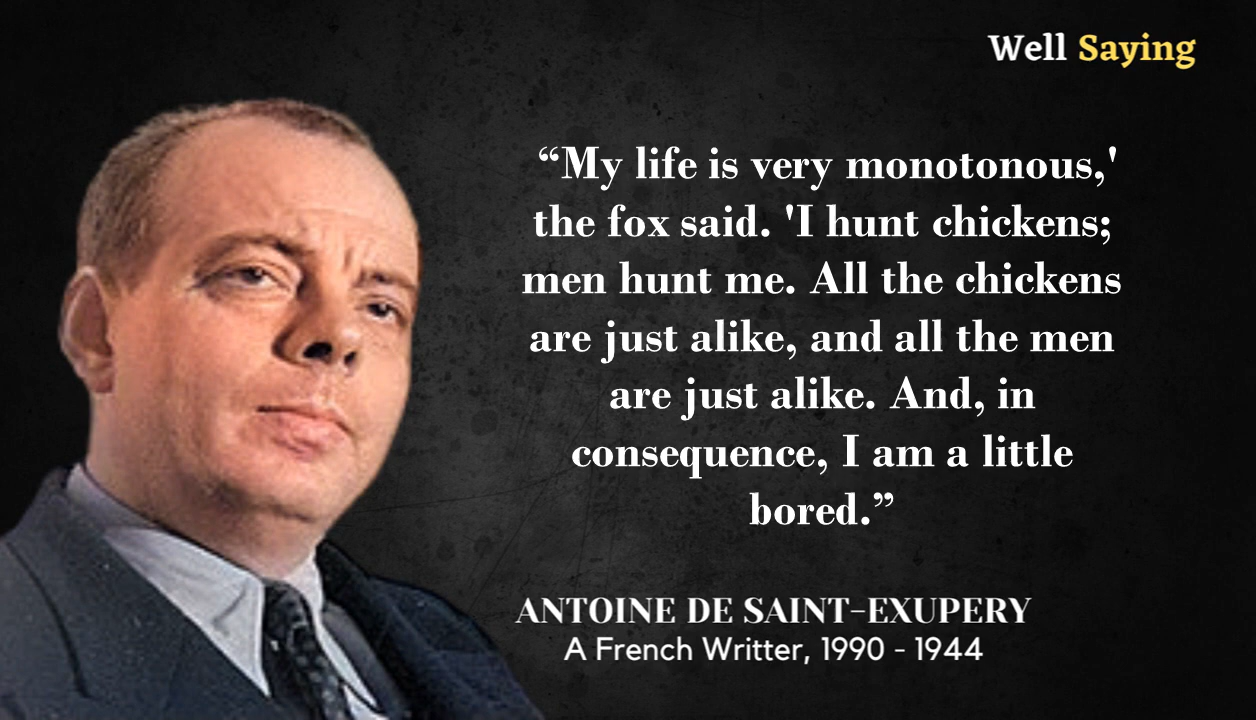 Well Saying
“My life is very monotonous,'
the fox said. 'I hunt chickens;
men hunt me. All the chickens
are just alike, and all the men
are just alike. And, in
consequence, I am a little
bored.”
ANTOINE DE SAINT-EXUPERY
A French Writter, 1990 - 1944